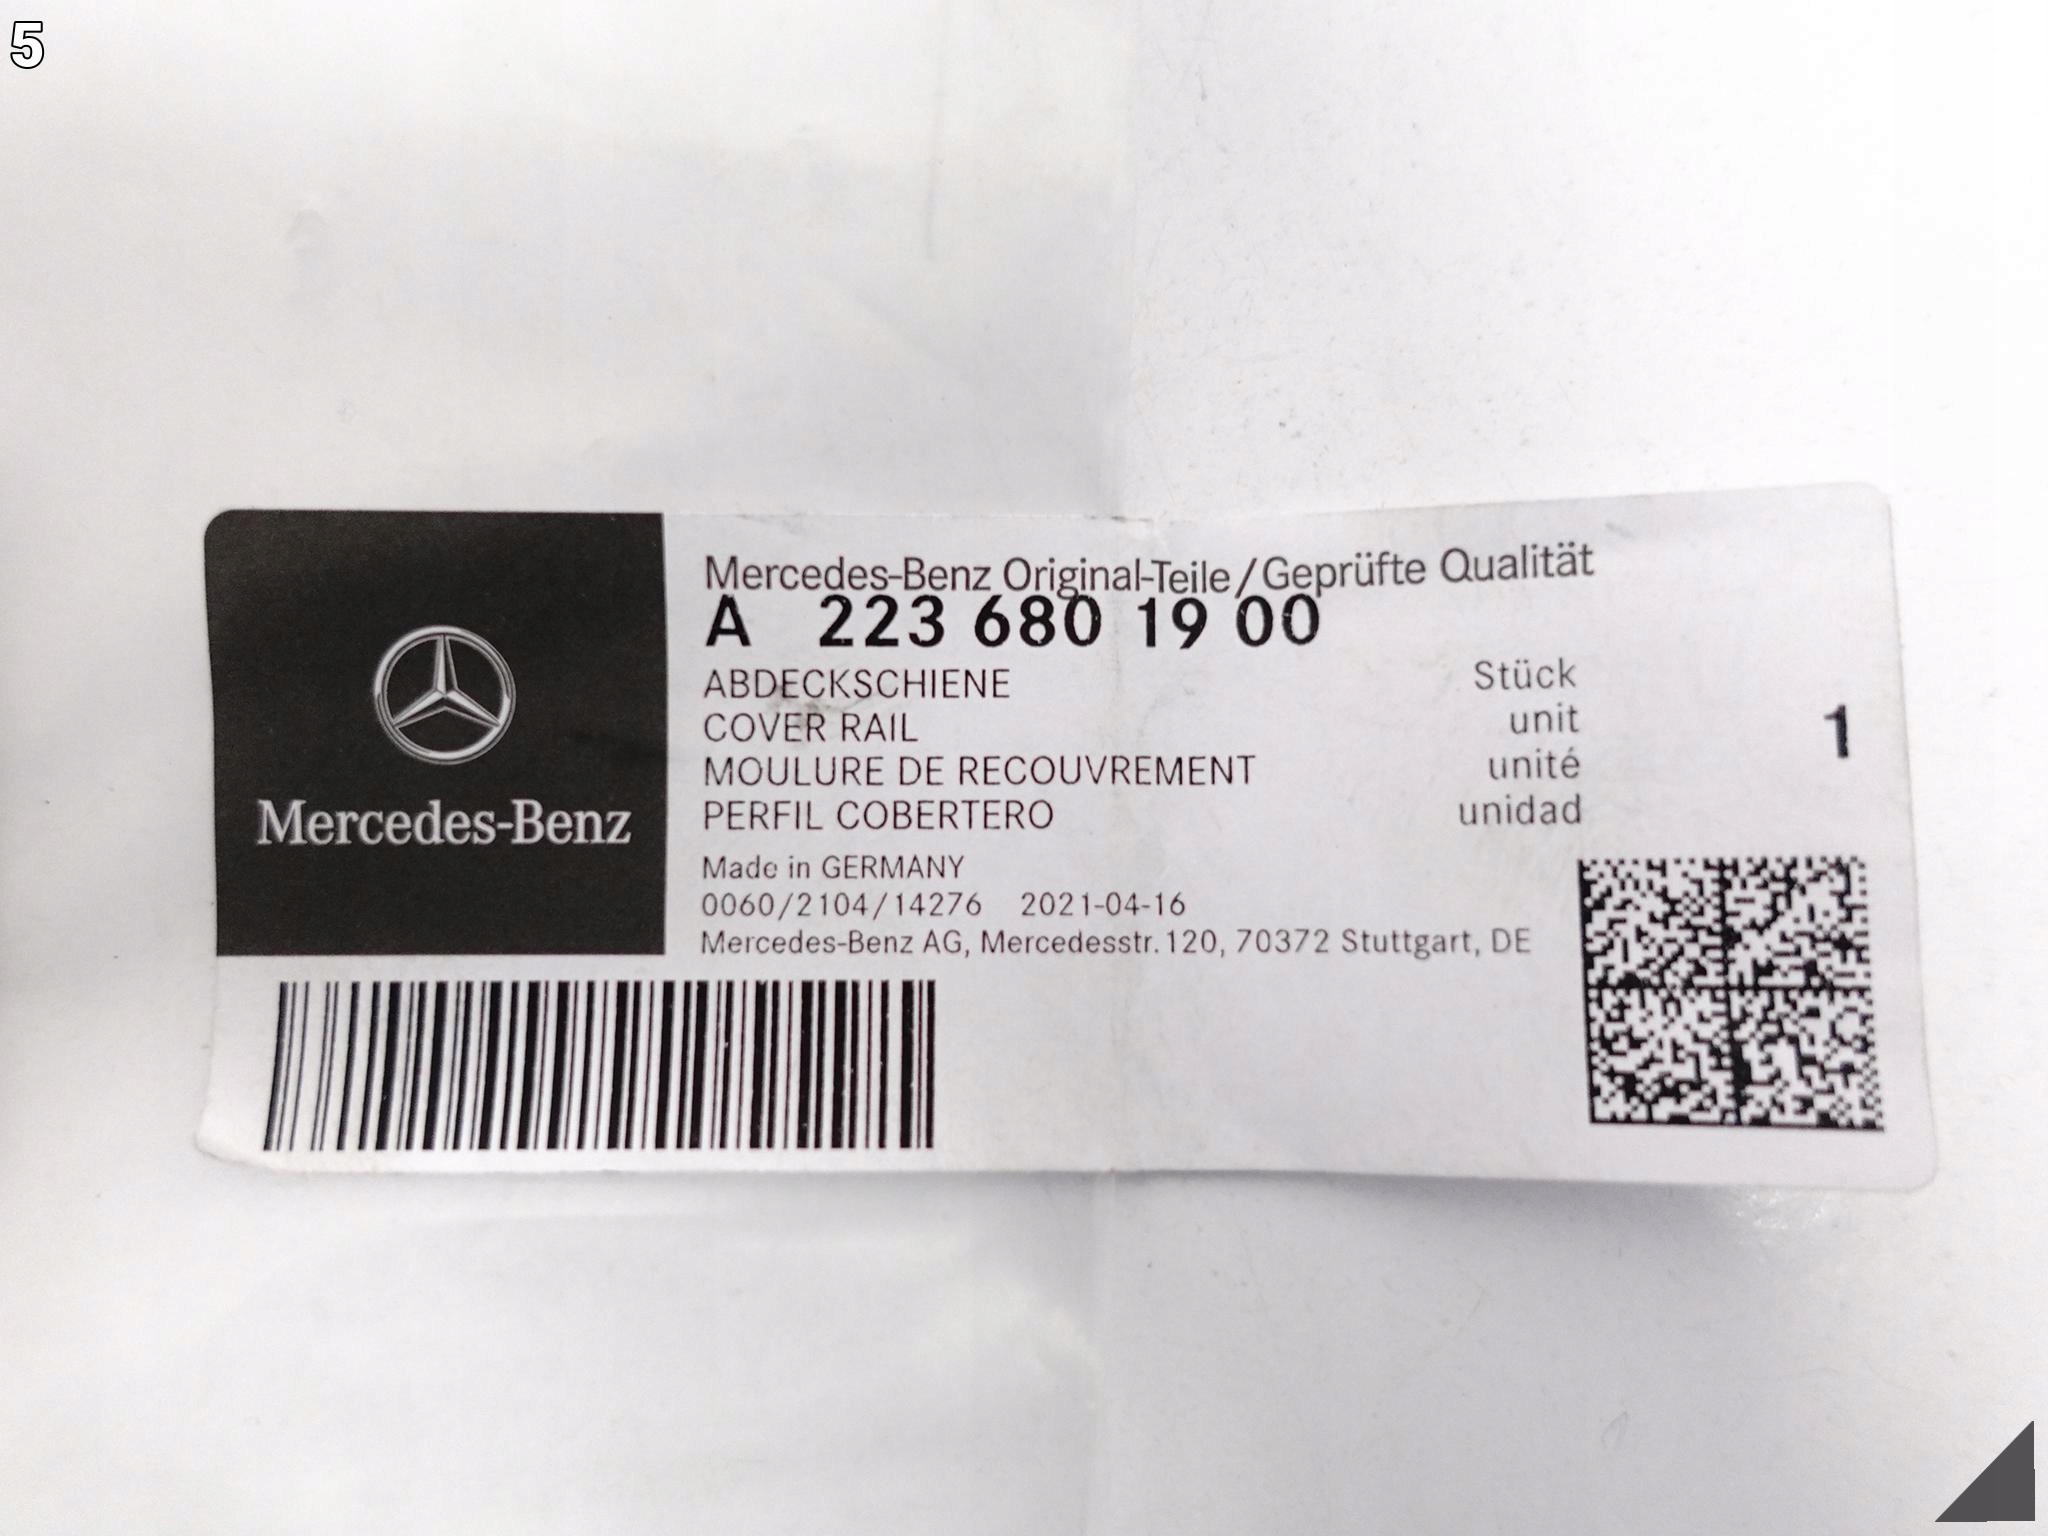 5
Mercedes-Benz
Mercedes-Benz Original-Teile/Geprüfte Qualität
A 223 680 19 00
ABDECKSCHIENE Stück
COVER RAIL unit
MOULURE DE RECOUVREMENT unité
PERFIL COBERTERO unidad
1
Made in GERMANY
0060/2104/14276 2021-04-16
Mercedes-Benz AG, Mercedesstr.120, 70372 Stuttgart, DE